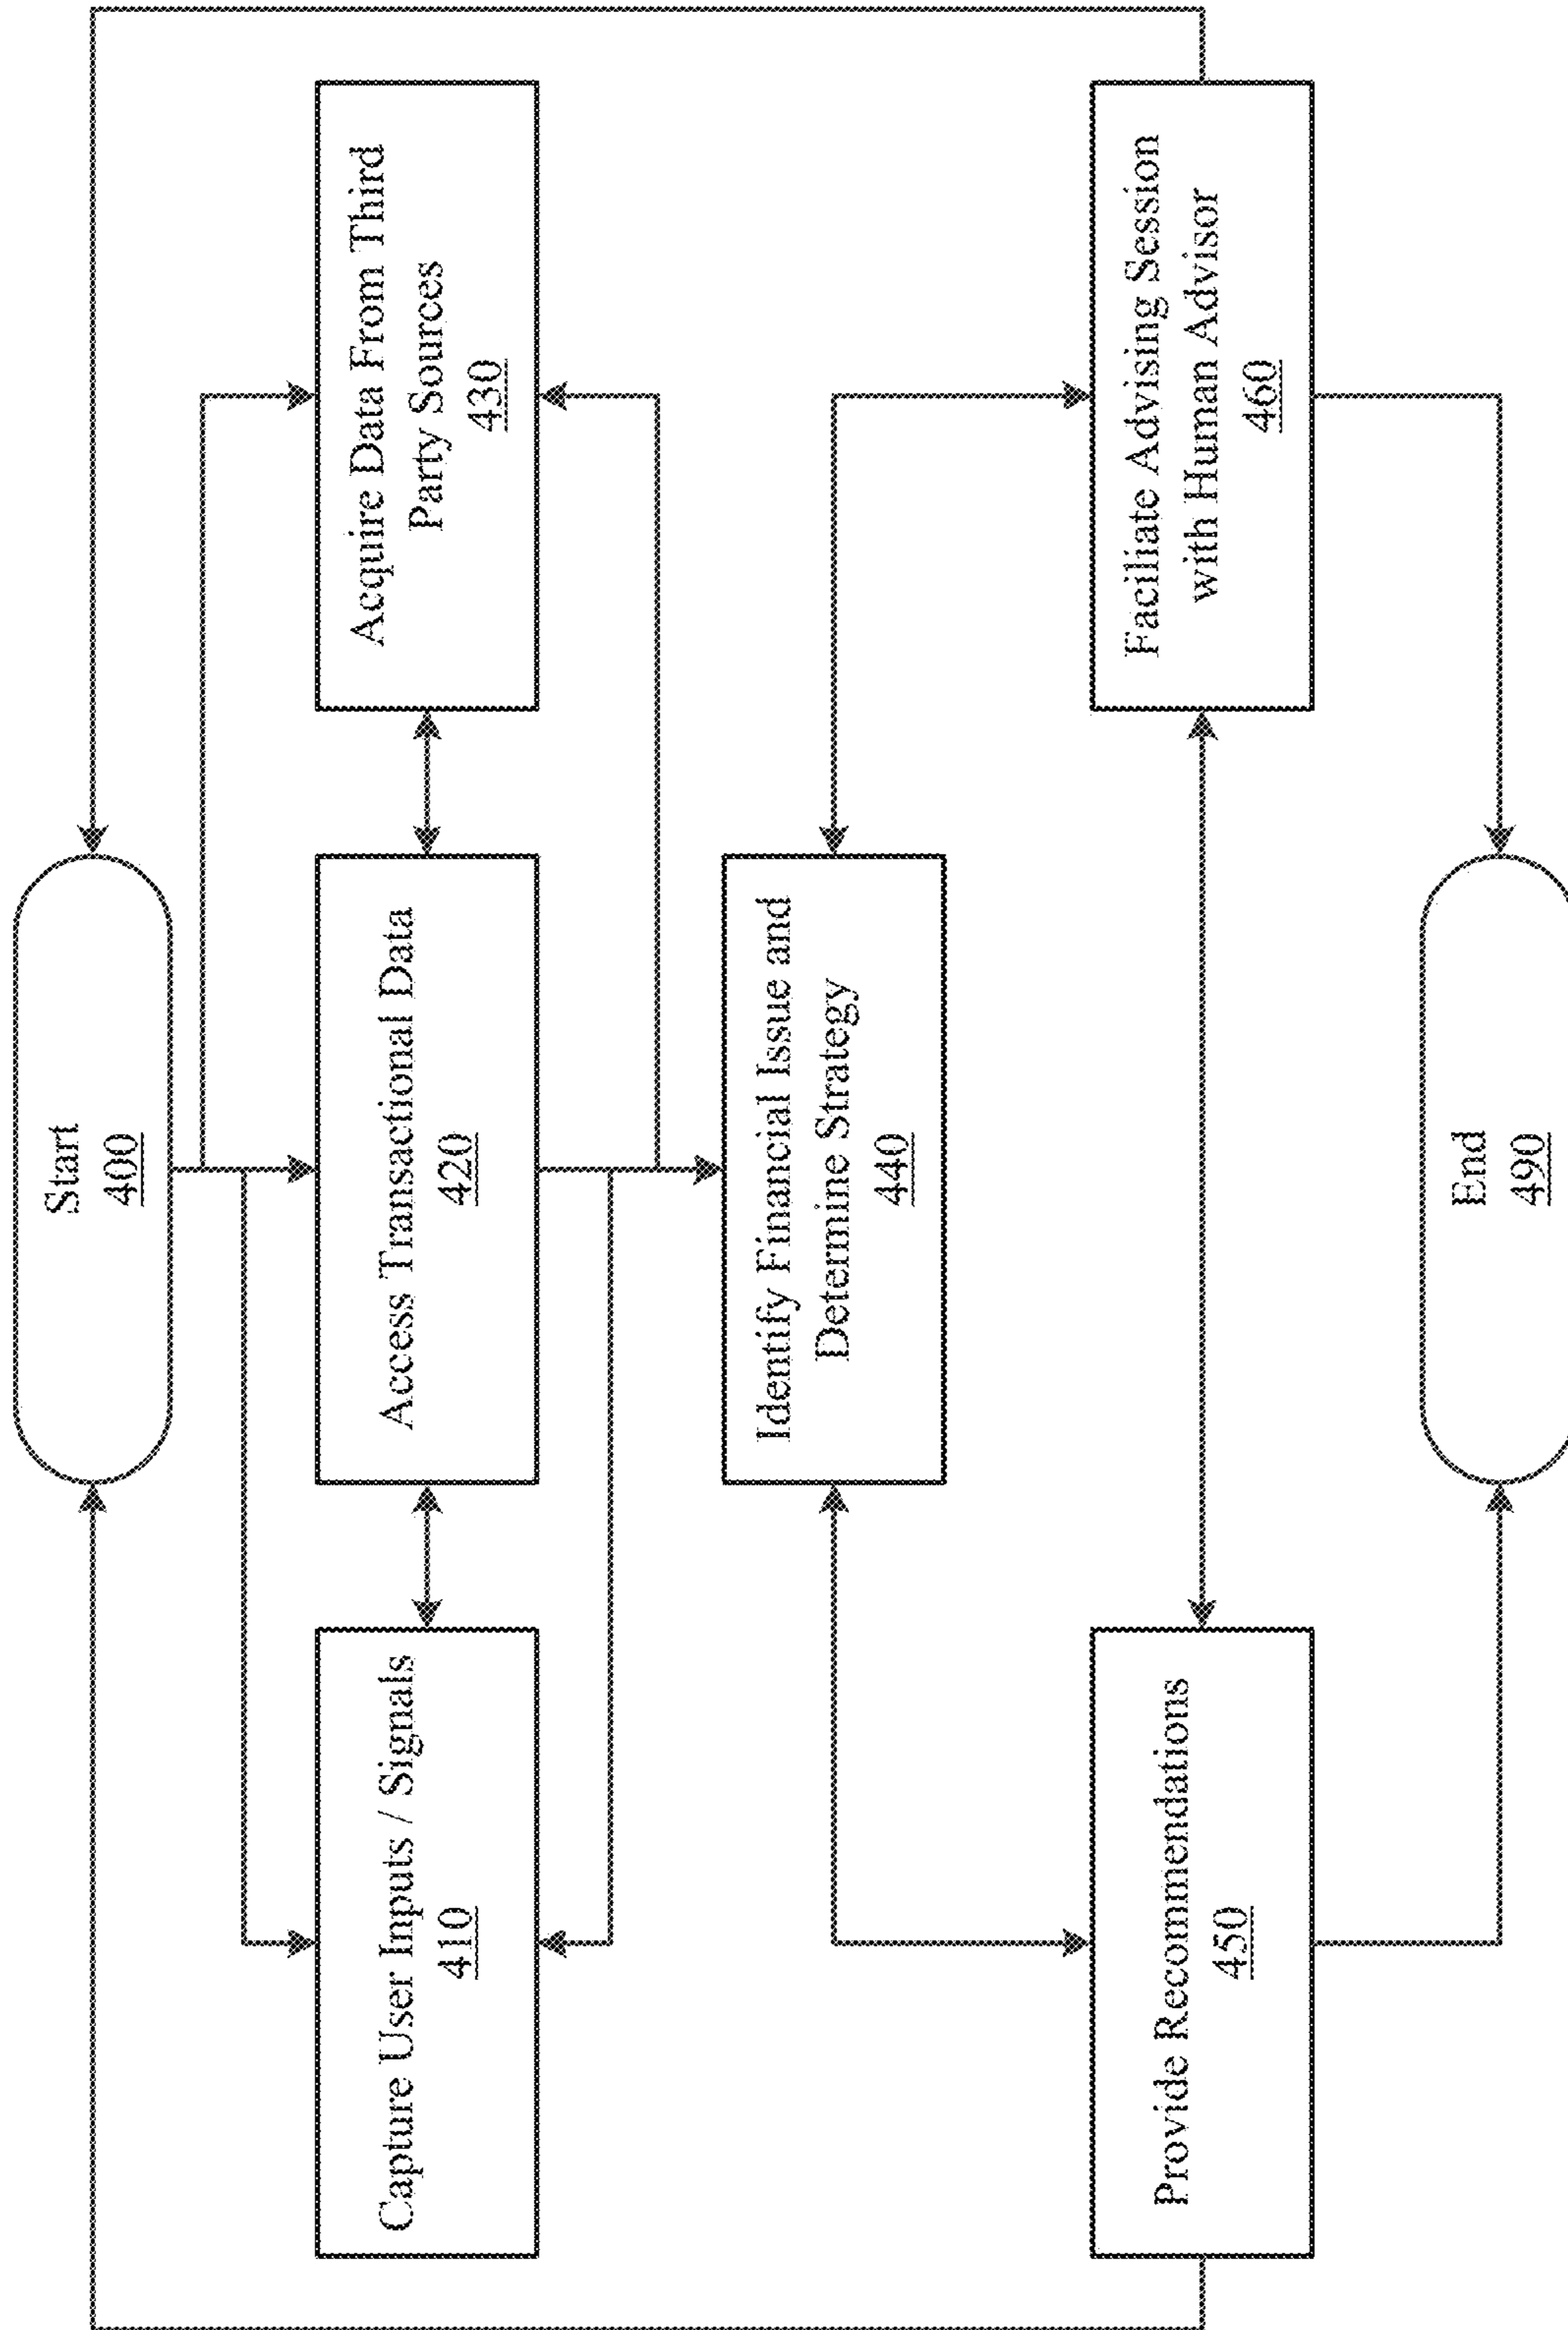 Start
400
Capture User Inputs / Signals
410
Access Transactional Data
420
Acquire Data From Third
Party Sources
430
Identify Financial Issue and
Determine Strategy
440
Provide Recommendations
450
Faciliate Advising Session
with Human Advisor
460
End
490